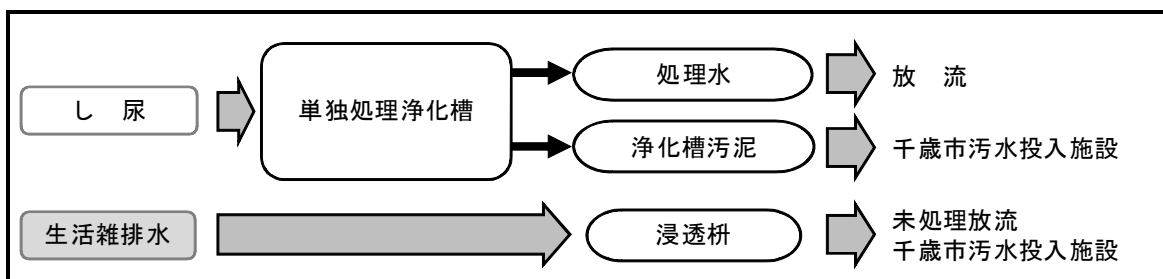 し　尿
単独処理浄化槽
処理水
放　流
浄化槽汚泥
千歳市汚水投入施設
生活雑排水
浸透枡
未処理放流
千歳市汚水投入施設